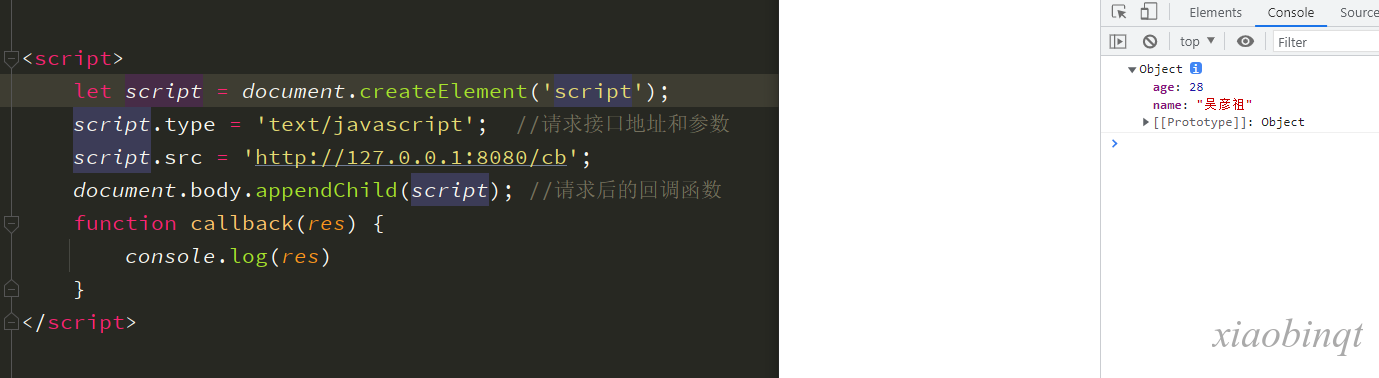 <script>
let script = document.createElement('script');
script.type = 'text/javascript';  //请求接口地址和参数
script.src = 'http://127.0.0.1:8080/cb';
document.body.appendChild(script); //请求后的回调函数
function callback(res) {
console.log(res)
}
</script>
Elements Console Source
top ▼ Filter
▼Object i
age: 28
name: "吴彦祖"
▶[[Prototype]]: Object
>
xiaobinqt